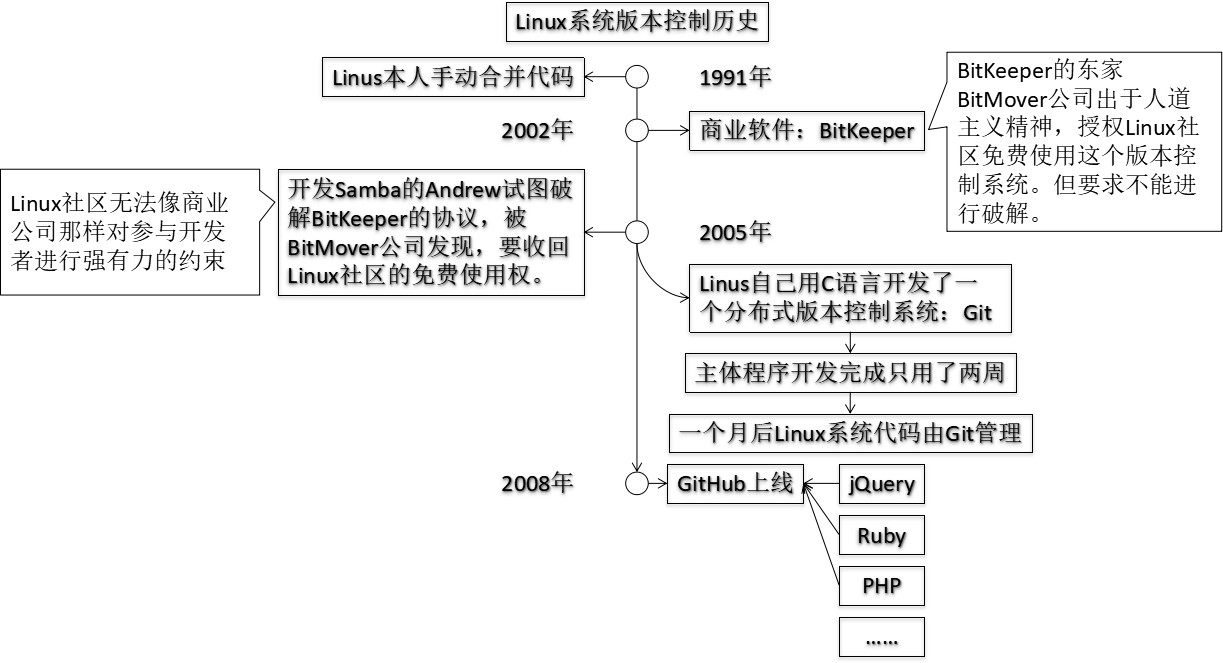 Linux系统版本控制历史
Linus本人手动合并代码
1991年
2002年
商业软件：BitKeeper
BitKeeper的东家
BitMover公司出于人道
主义精神，授权Linux社
区免费使用这个版本控
制系统。但要求不能进
行破解。
Linux社区无法像商业
公司那样对参与开发
者进行强有力的约束
开发Samba的Andrew试图破
解BitKeeper的协议，被
BitMover公司发现，要收回
Linux社区的免费使用权。
2005年
Linus自己用C语言开发了一
个分布式版本控制系统：Git
主体程序开发完成只用了两周
一个月后Linux系统代码由Git管理
2008年
GitHub上线
jQuery
Ruby
PHP
……